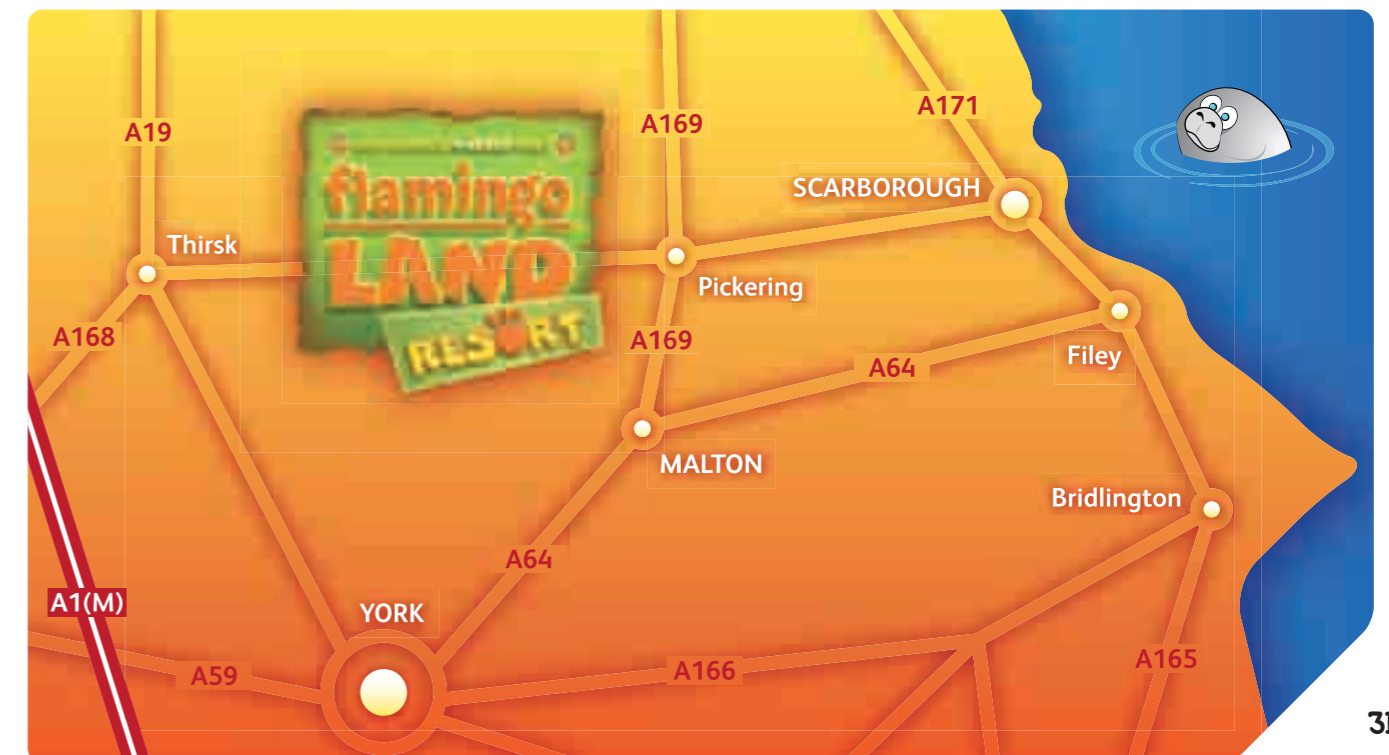 A19
A169
A171
flamingo
LAND
RESORT
SCARBOROUGH
Thirsk
Pickering
A168
A169
A64
Filey
MALTON
Bridlington
A64
A1(M)
YORK
A59
A166
A165
31